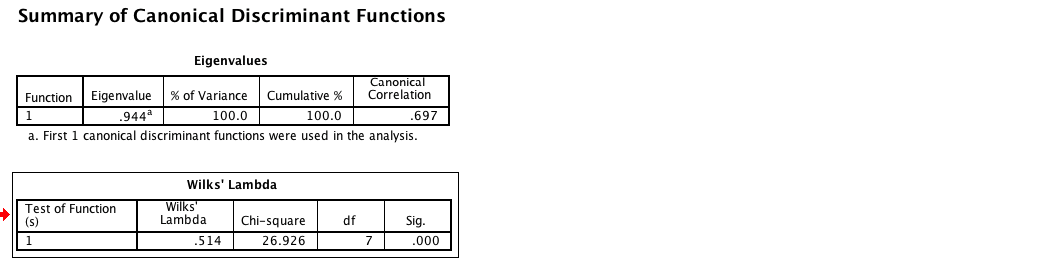 Summary of Canonical Discriminant Functions
Eigenvalues
Function Eigenvalue % of Variance Cumulative % Canonical Correlation
1 .944a 100.0 100.0 .697
a. First 1 canonical discriminant functions were used in the analysis.
Wilks' Lambda
Test of Function (s) Wilks' Lambda Chi-square df Sig.
1 .514 26.926 7 .000